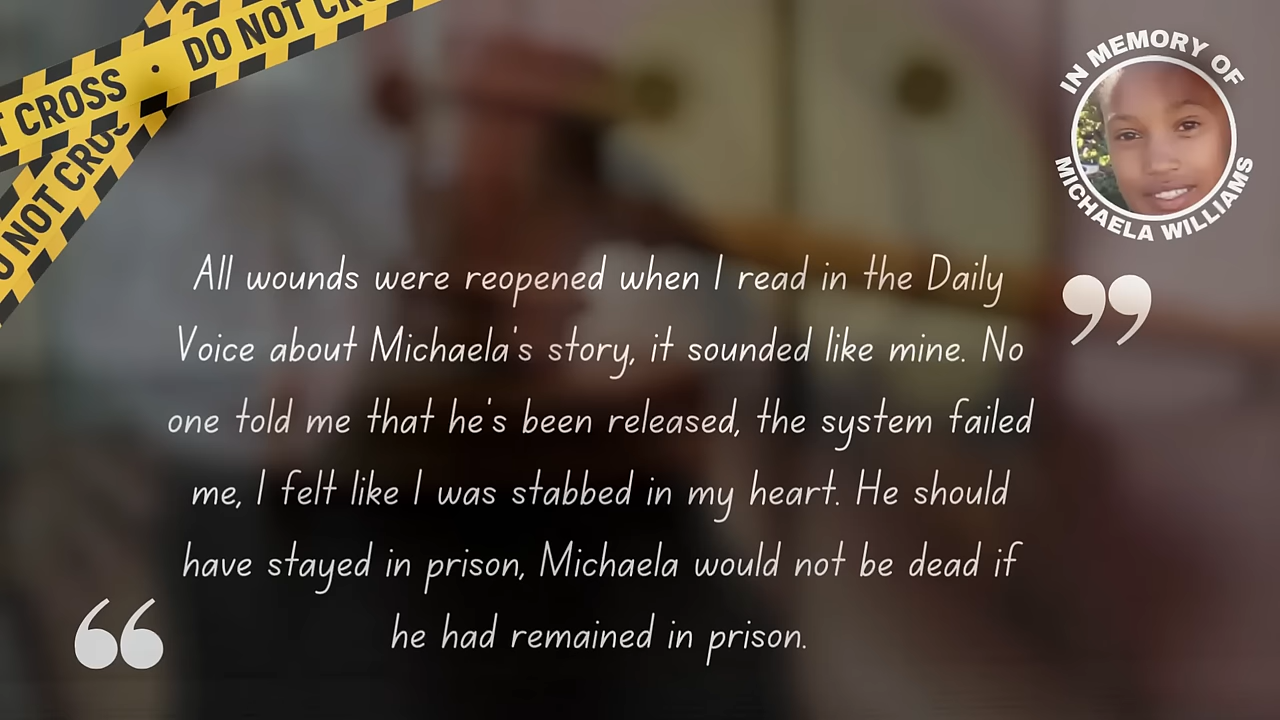 DO NOT CRO
T CROSS
O NOT CRO
IN MEMORY OF
MICHAELA WILLIAMS
All wounds were reopened when I read in the Daily
Voice about Michaela's story, it sounded like mine. No
one told me that he's been released, the system failed
me, I felt like I was stabbed in my heart. He should
have stayed in prison, Michaela would not be dead if
he had remained in prison.